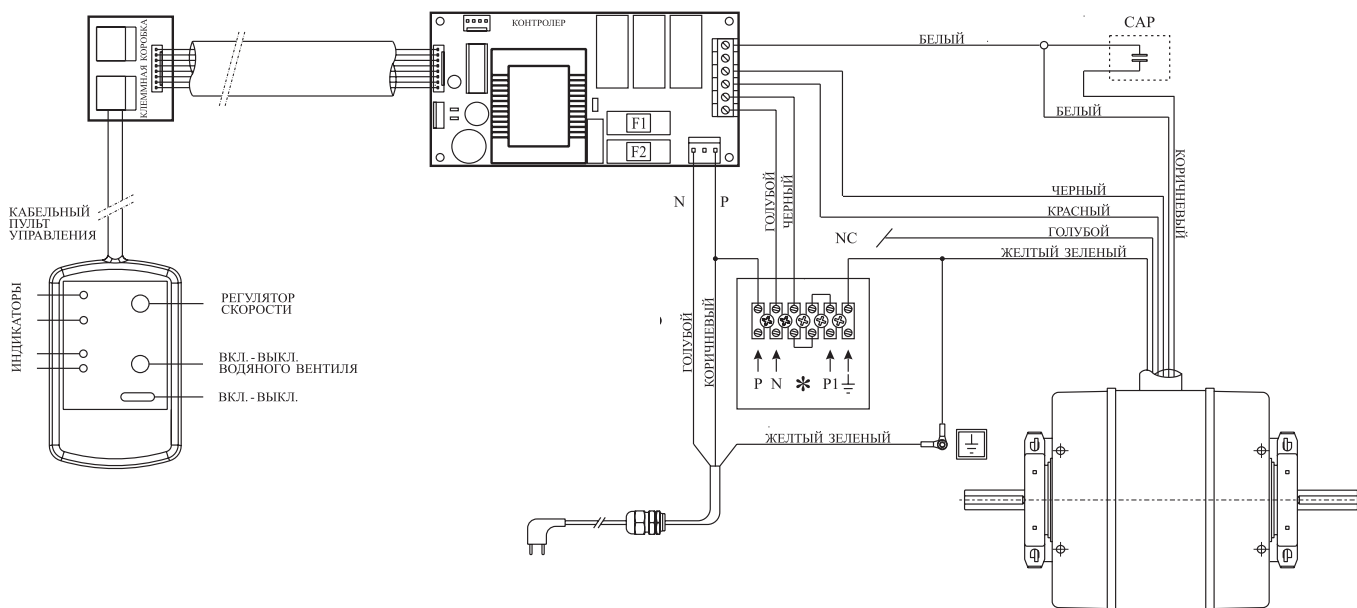 КЛЕММНАЯ КОРОБКА
КОНТРОЛЕР
F1
F2
БЕЛЫЙ
CAP
БЕЛЫЙ
КОРИЧНЕВЫЙ
ЧЕРНЫЙ
КРАСНЫЙ
ГОЛУБОЙ
NC
ЖЕЛТЫЙ ЗЕЛЕНЫЙ
N
P
ГОЛУБОЙ
ЧЕРНЫЙ
КАБЕЛЬНЫЙ
ПУЛЬТ
УПРАВЛЕНИЯ
ИНДИКАТОРЫ
РЕГУЛЯТОР
СКОРОСТИ
ВКЛ. - ВЫКЛ.
ВОДЯНОГО ВЕНТИЛЯ
ВКЛ. - ВЫКЛ.
ГОЛУБОЙ
КОРИЧНЕВЫЙ
P N * P1
ЖЕЛТЫЙ ЗЕЛЕНЫЙ